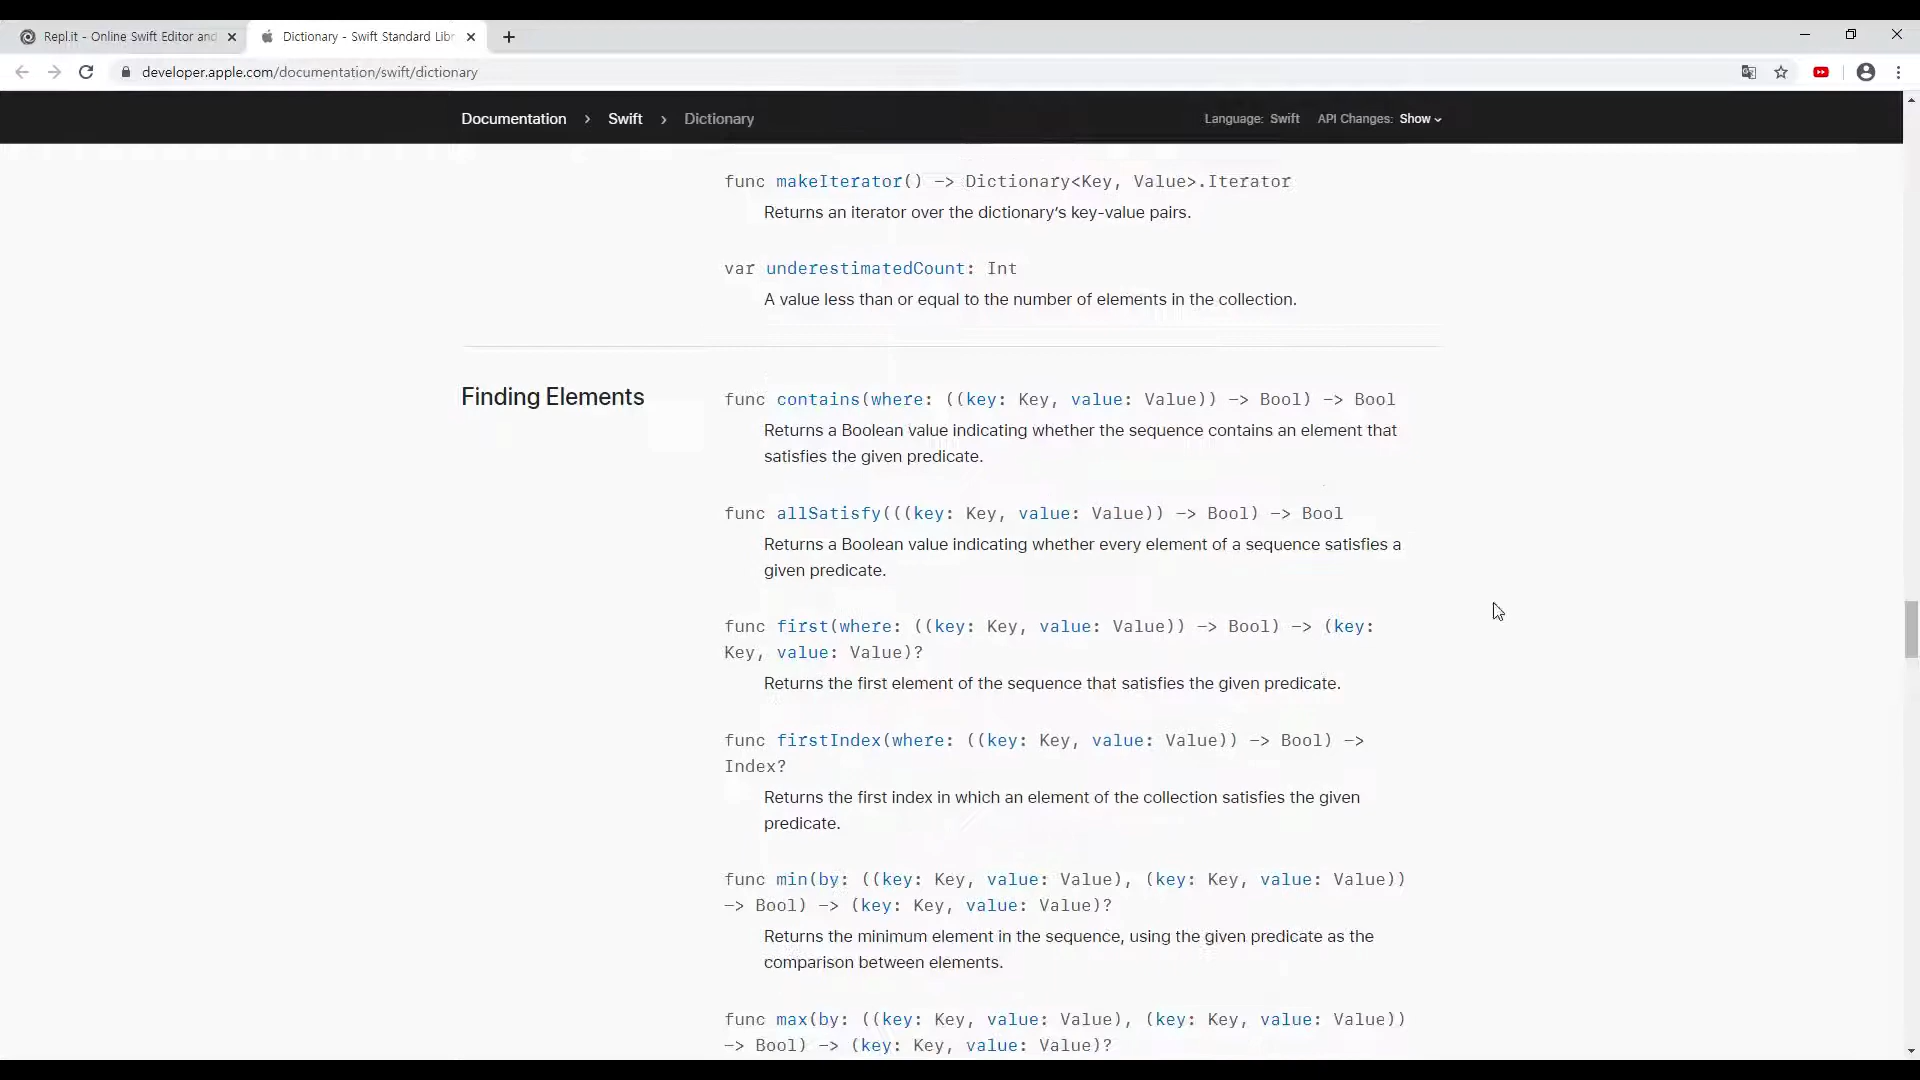 Repl.it - Online Swift Editor and
Dictionary - Swift Standard Libr
developer.apple.com/documentation/swift/dictionary
Documentation > Swift > Dictionary
Language: Swift API Changes: Show
func makeIterator() -> Dictionary<Key, Value>.Iterator
Returns an iterator over the dictionary’s key-value pairs.
var underestimatedCount: Int
A value less than or equal to the number of elements in the collection.
Finding Elements
func contains(where: ((key: Key, value: Value)) -> Bool) -> Bool
Returns a Boolean value indicating whether the sequence contains an element that
satisfies the given predicate.
func allSatisfy(((key: Key, value: Value)) -> Bool) -> Bool
Returns a Boolean value indicating whether every element of a sequence satisfies a
given predicate.
func first(where: ((key: Key, value: Value)) -> Bool) -> (key:
Key, value: Value)?
Returns the first element of the sequence that satisfies the given predicate.
func firstIndex(where: ((key: Key, value: Value)) -> Bool) ->
Index?
Returns the first index in which an element of the collection satisfies the given
predicate.
func min(by: ((key: Key, value: Value), (key: Key, value: Value))
-> Bool) -> (key: Key, value: Value)?
Returns the minimum element in the sequence, using the given predicate as the
comparison between elements.
func max(by: ((key: Key, value: Value), (key: Key, value: Value))
-> Bool) -> (key: Key, value: Value)?